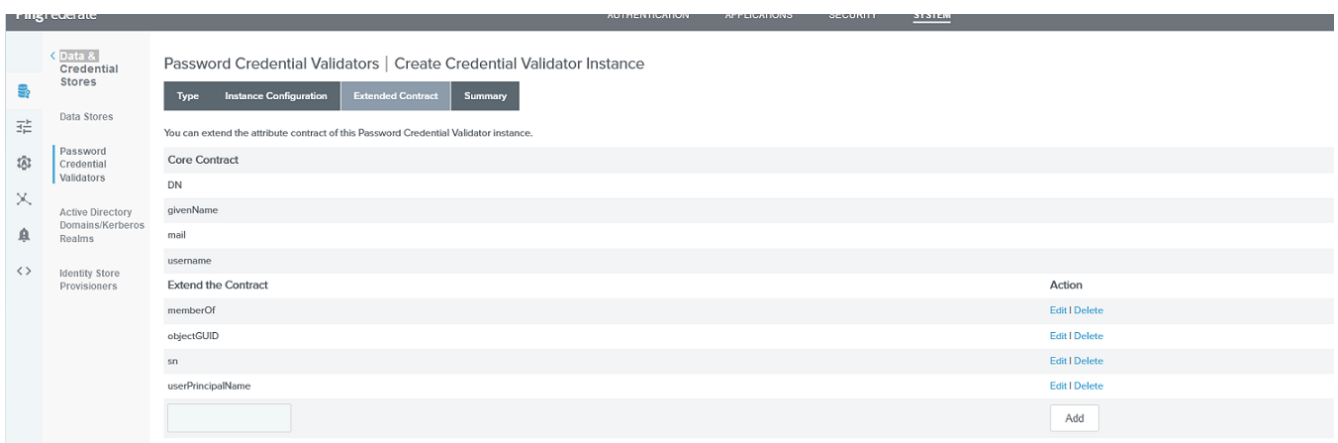 PingFederate
AUTHENTICATION APPLICATIONS SECURITY SYSTEM
Data &
Credential
Stores
Data Stores
Password
Credential
Validators
Active Directory
Domains/Kerberos
Realms
Identity Store
Provisioners
Password Credential Validators | Create Credential Validator Instance
Type Instance Configuration Extended Contract Summary
You can extend the attribute contract of this Password Credential Validator instance.
Core Contract
DN
givenName
mail
username
Extend the Contract Action
memberOf Edit | Delete
objectGUID Edit | Delete
sn Edit | Delete
userPrincipalName Edit | Delete
Add